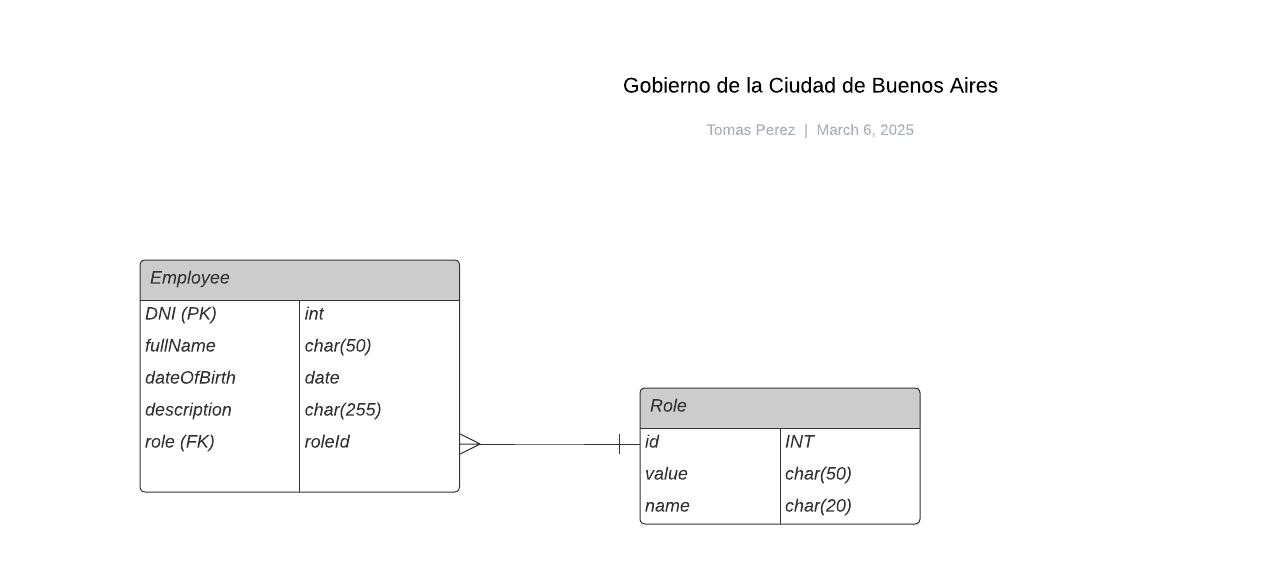 Gobierno de la Ciudad de Buenos Aires
Tomas Perez | March 6, 2025
Employee
DNI (PK) int
fullName char(50)
dateOfBirth date
description char(255)
role (FK) roleId
Role
id INT
value char(50)
name char(20)